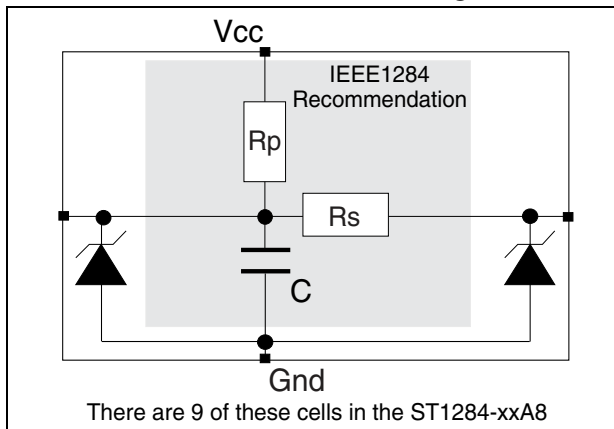 Vcc
IEEE1284
Recommendation
Rp
Rs
C
Gnd
There are 9 of these cells in the ST1284-xxA8